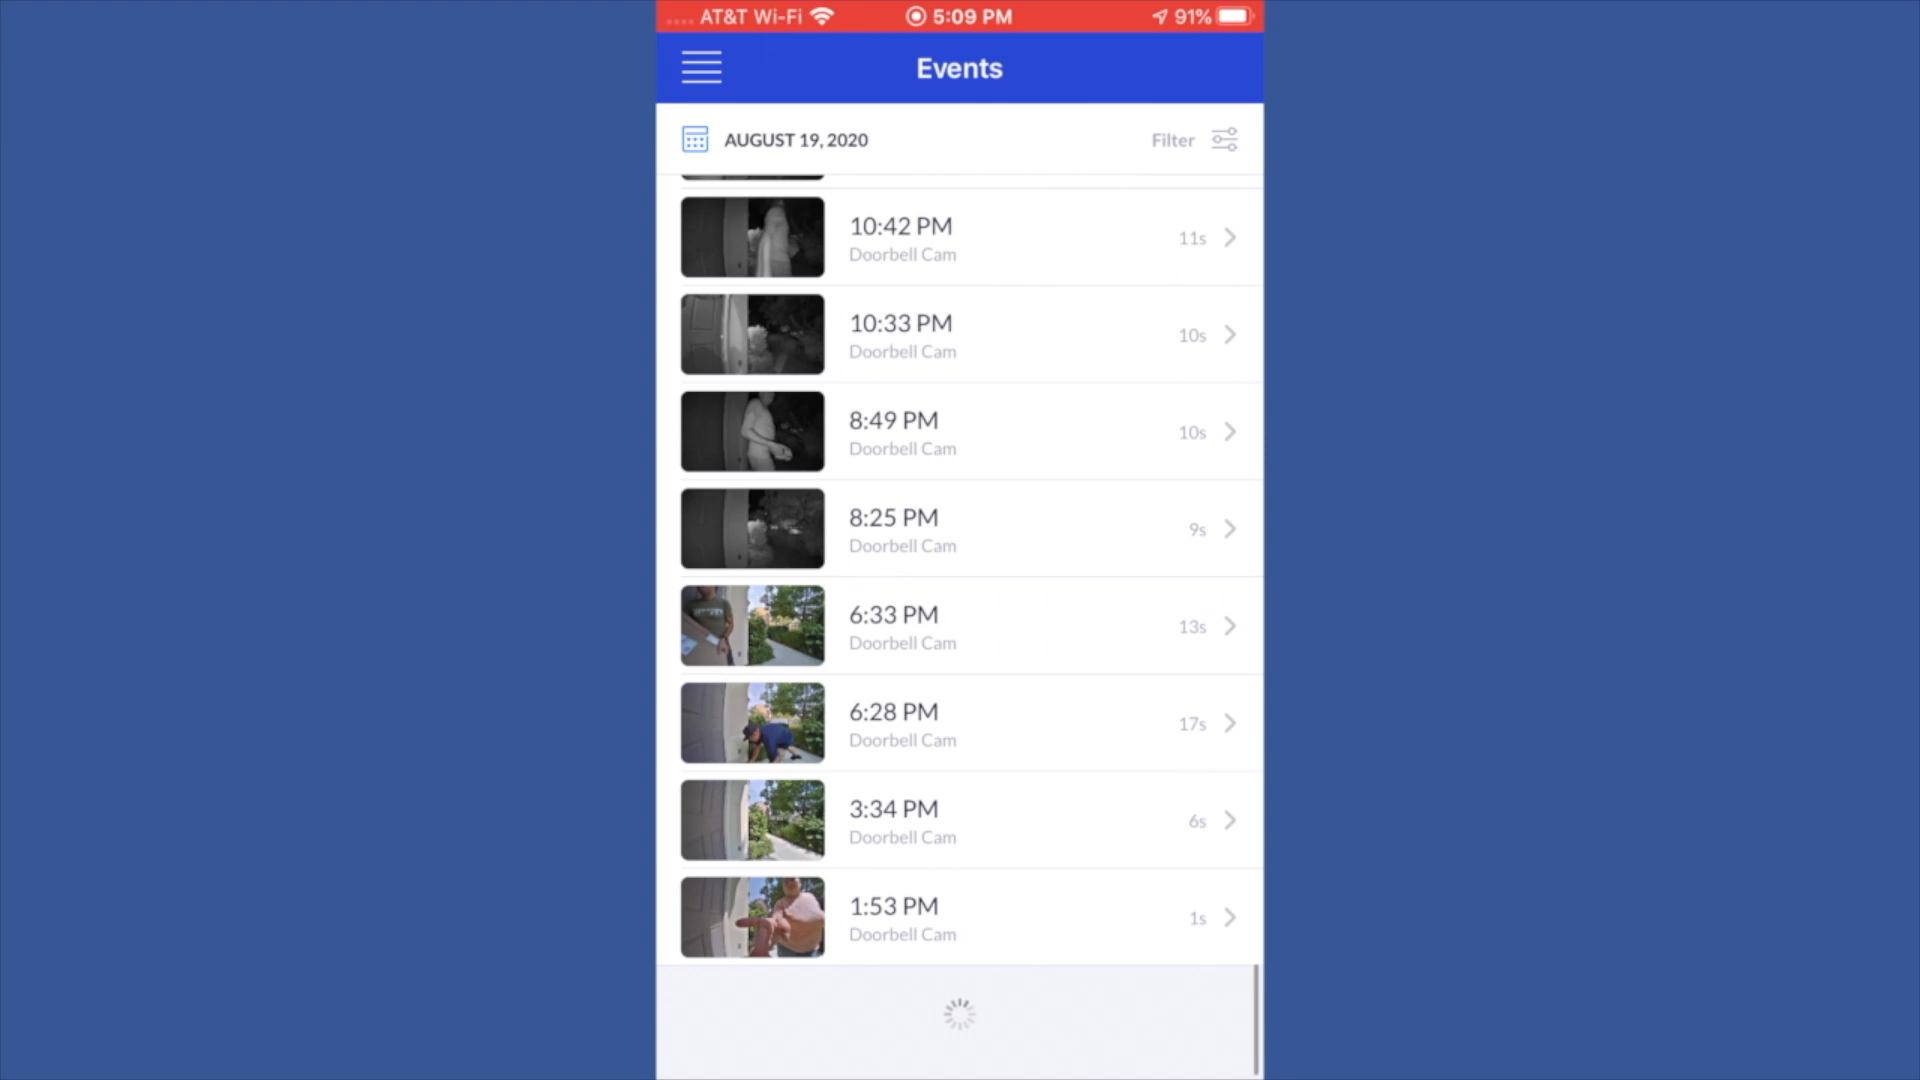 AT&T Wi-Fi 5:09 PM 91%
Events
AUGUST 19, 2020 Filter
10:42 PM
Doorbell Cam
11s
10:33 PM
Doorbell Cam
10s
8:49 PM
Doorbell Cam
10s
8:25 PM
Doorbell Cam
9s
6:33 PM
Doorbell Cam
13s
6:28 PM
Doorbell Cam
17s
3:34 PM
Doorbell Cam
6s
1:53 PM
Doorbell Cam
1s